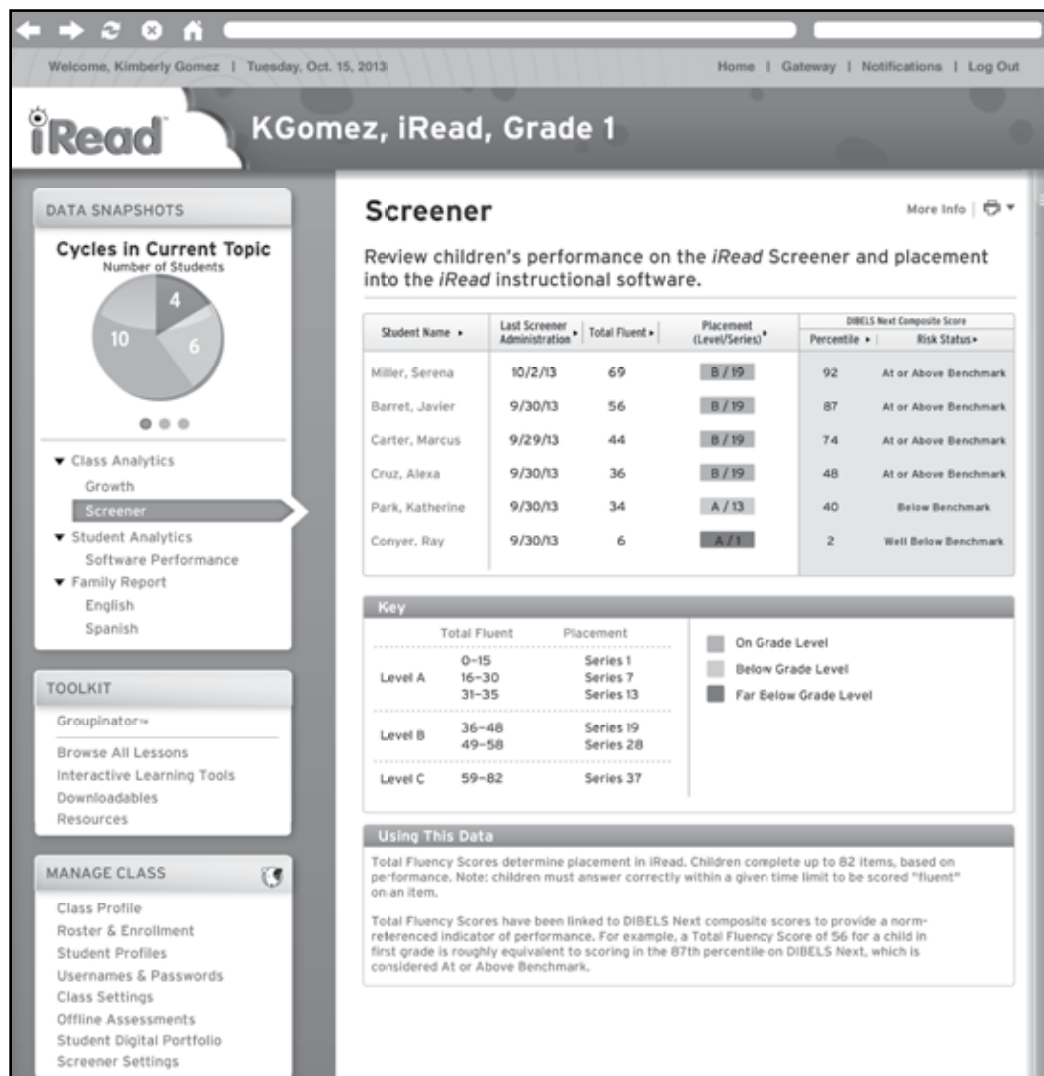 Welcome, Kimberly Gomez | Tuesday, Oct. 15, 2013
Home | Gateway | Notifications | Log Out
iRead™
KGomez, iRead, Grade 1
DATA SNAPSHOTS
Cycles in Current Topic
Number of Students
4
10
6
Class Analytics
Growth
Screener
Student Analytics
Software Performance
Family Report
English
Spanish
TOOLKIT
Groupinator™
Browse All Lessons
Interactive Learning Tools
Downloadables
Resources
MANAGE CLASS
Class Profile
Roster & Enrollment
Student Profiles
Usernames & Passwords
Class Settings
Offline Assessments
Student Digital Portfolio
Screener Settings
Screener
More Info
Review children's performance on the iRead Screener and placement
into the iRead instructional software.
DIBELS Next Composite Score
Student Name Last Screener Administration Total Fluent Placement (Level/Series) Percentile Risk Status
Miller, Serena 10/2/13 69 B / 19 92 At or Above Benchmark
Barret, Javier 9/30/13 56 B / 19 87 At or Above Benchmark
Carter, Marcus 9/29/13 44 B / 19 74 At or Above Benchmark
Cruz, Alexa 9/30/13 36 B / 19 48 At or Above Benchmark
Park, Katherine 9/30/13 34 A / 13 40 Below Benchmark
Conyer, Ray 9/30/13 6 A / 1 2 Well Below Benchmark
Key
Total Fluent Placement
Level A
0–15 Series 1
16–30 Series 7
31–35 Series 13
Level B
36–48 Series 19
49–58 Series 28
Level C 59–82 Series 37
On Grade Level
Below Grade Level
Far Below Grade Level
Using This Data
Total Fluency Scores determine placement in iRead. Children complete up to 82 items, based on
performance. Note: children must answer correctly within a given time limit to be scored "fluent"
on an item.
Total Fluency Scores have been linked to DIBELS Next composite scores to provide a norm-
referenced indicator of performance. For example, a Total Fluency Score of 56 for a child in
first grade is roughly equivalent to scoring in the 87th percentile on DIBELS Next, which is
considered At or Above Benchmark.